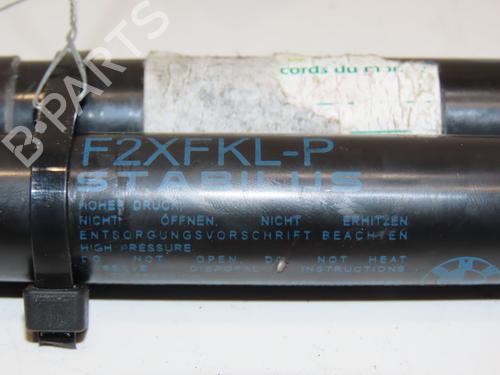 B-PARTS
cords du
F2XFKL-P
STABILUS
HOHER DRUCK
NICHT ÖFFNEN. NICHT ERHITZEN
ENTSORGUNGSVORSCHRIFT BEACHTEN
HIGH PRESSURE
DO NOT OPEN. DO NOT HEAT
DISPOSAL INSTRUCTIONS